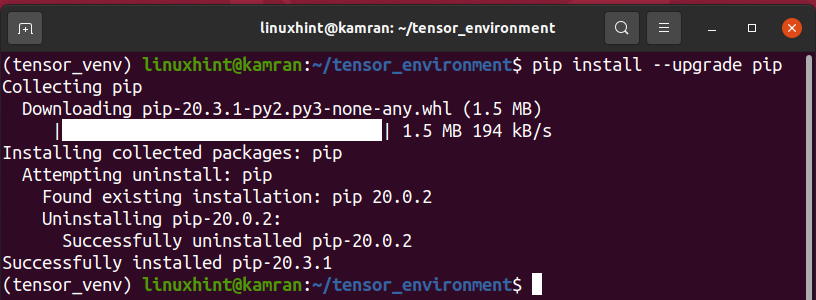 linuxhint@kamran: ~/tensor_environment
(tensor_venv) linuxhint@kamran:~/tensor_environment$ pip install --upgrade pip
Collecting pip
  Downloading pip-20.3.1-py2.py3-none-any.whl (1.5 MB)
     |████████████████████████████████| 1.5 MB 194 kB/s
Installing collected packages: pip
  Attempting uninstall: pip
    Found existing installation: pip 20.0.2
    Uninstalling pip-20.0.2:
      Successfully uninstalled pip-20.0.2
Successfully installed pip-20.3.1
(tensor_venv) linuxhint@kamran:~/tensor_environment$